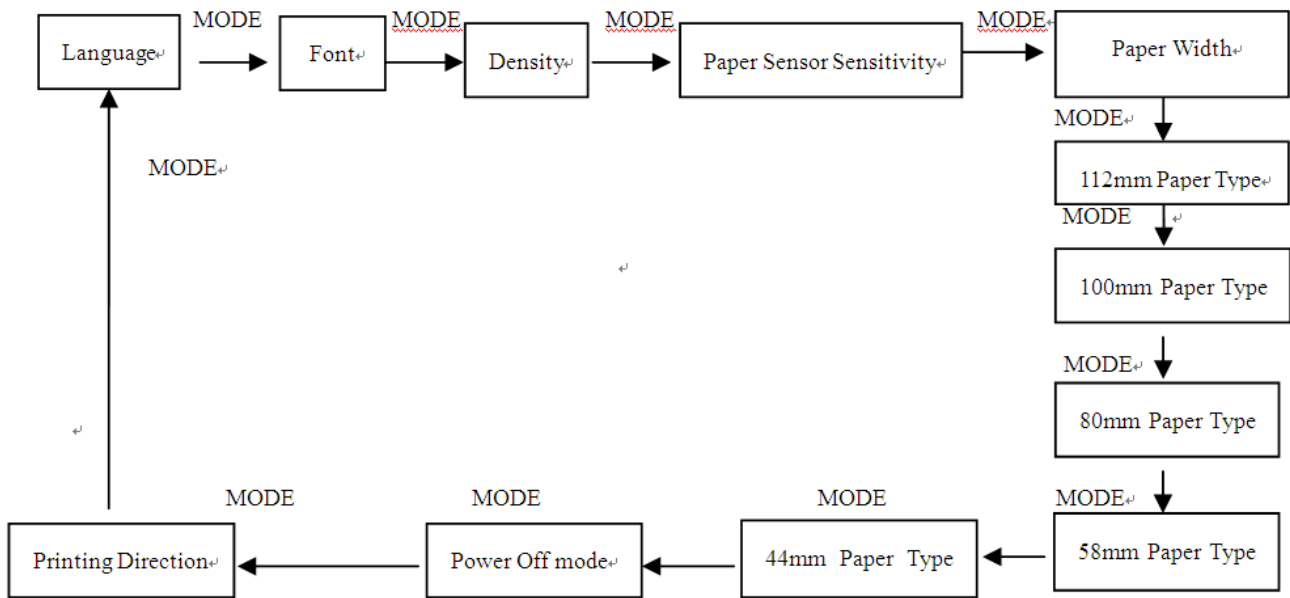 MODE MODE MODE MODE
Language Font Density Paper Sensor Sensitivity Paper Width
MODE
MODE
112mm Paper Type
MODE
100mm Paper Type
MODE
80mm Paper Type
MODE MODE MODE MODE
Printing Direction Power Off mode 44mm Paper Type 58mm Paper Type